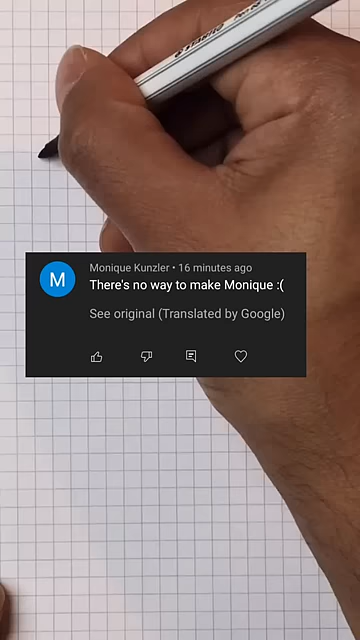 Monique Kunzler • 16 minutes ago
M
There's no way to make Monique :(
See original (Translated by Google)